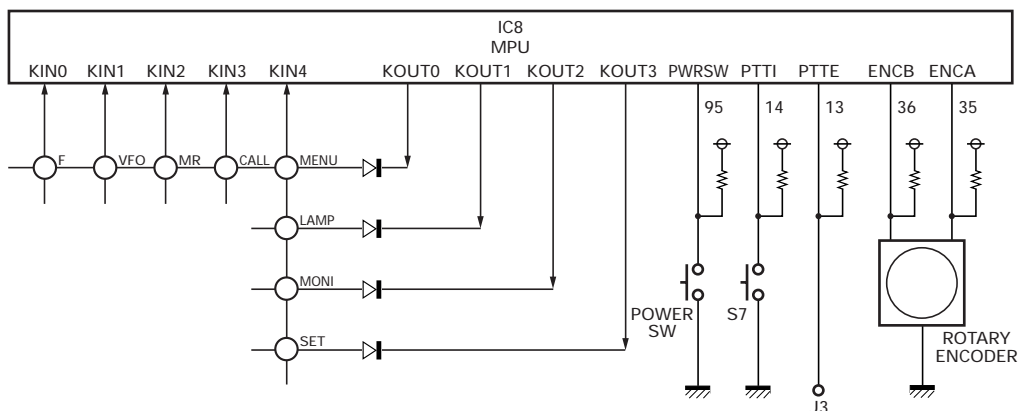 IC8
MPU
KIN0 KIN1 KIN2 KIN3 KIN4 KOUT0 KOUT1 KOUT2 KOUT3 PWRSW PTTI PTTE ENCB ENCA
95 14 13 36 35
F VFO MR CALL MENU
LAMP
MONI
SET
POWER
SW
S7
ROTARY
ENCODER
J3